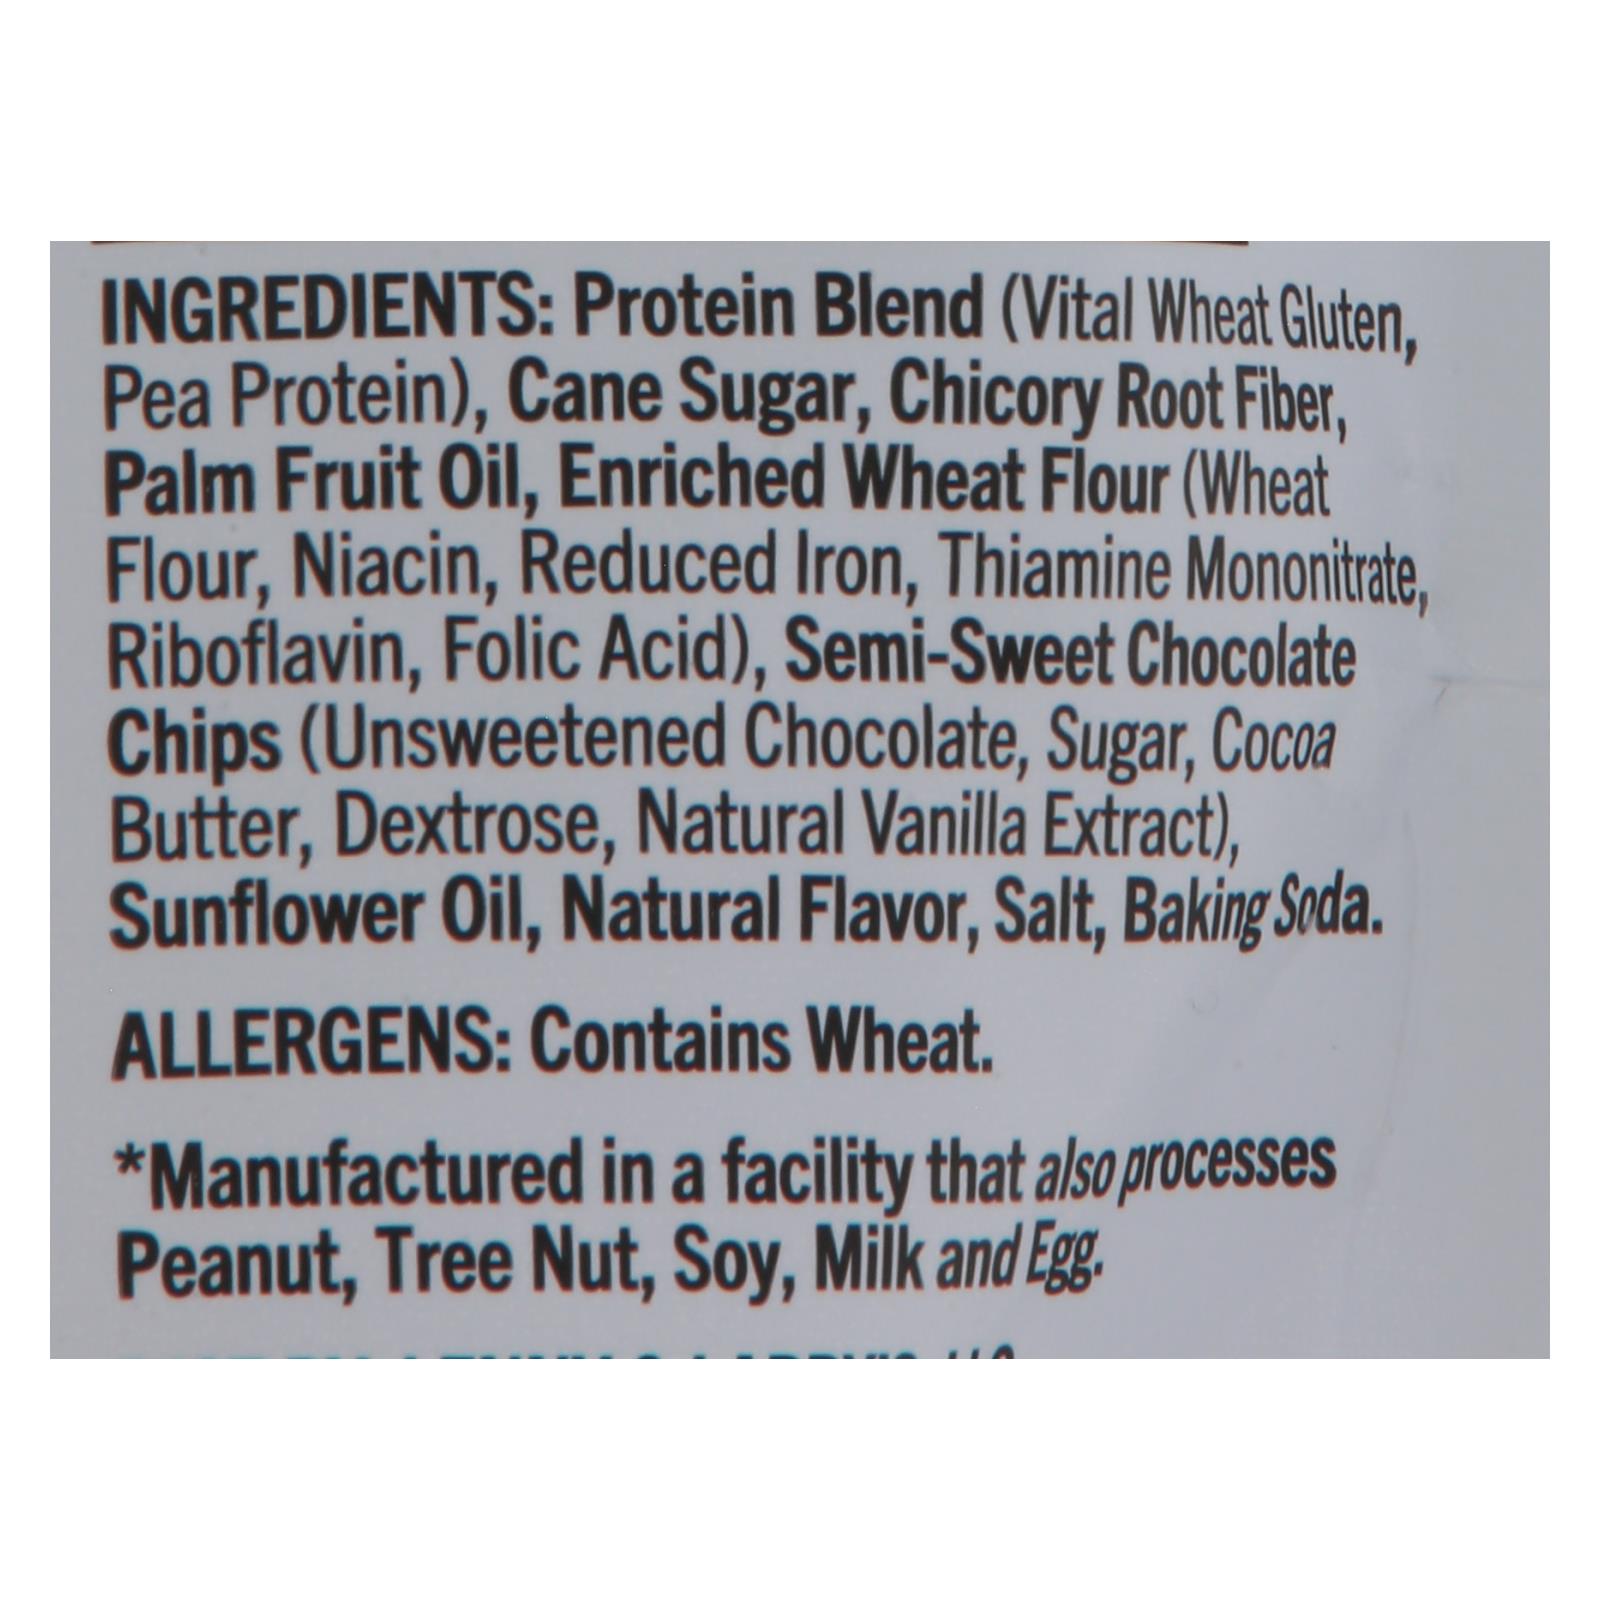 INGREDIENTS: Protein Blend (Vital Wheat Gluten,
Pea Protein), Cane Sugar, Chicory Root Fiber,
Palm Fruit Oil, Enriched Wheat Flour (Wheat
Flour, Niacin, Reduced Iron, Thiamine Mononitrate,
Riboflavin, Folic Acid), Semi-Sweet Chocolate
Chips (Unsweetened Chocolate, Sugar, Cocoa
Butter, Dextrose, Natural Vanilla Extract),
Sunflower Oil, Natural Flavor, Salt, Baking Soda.
ALLERGENS: Contains Wheat.
*Manufactured in a facility that also processes
Peanut, Tree Nut, Soy, Milk and Egg.